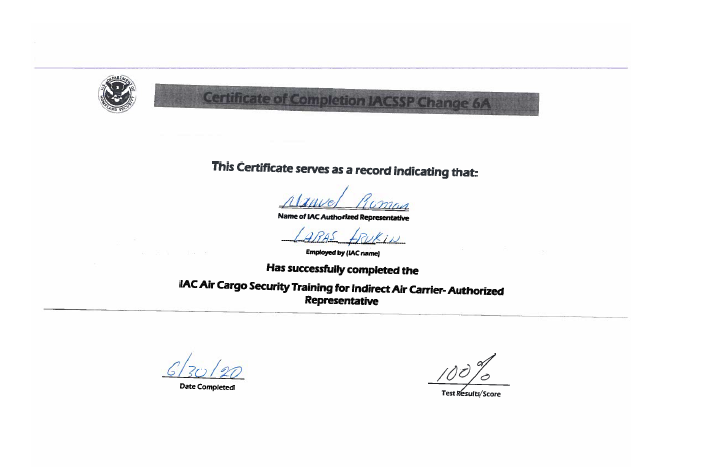 Certificate of Completion IACSSP Change 6A
This Certificate serves as a record indicating that:
Manuel Roman
Name of IAC Authorized Representative
Employed by (IAC name)
Has successfully completed the
IAC Air Cargo Security Training for Indirect Air Carrier- Authorized
Representative
6/30/20
Date Completed
100%
Test Results/Score